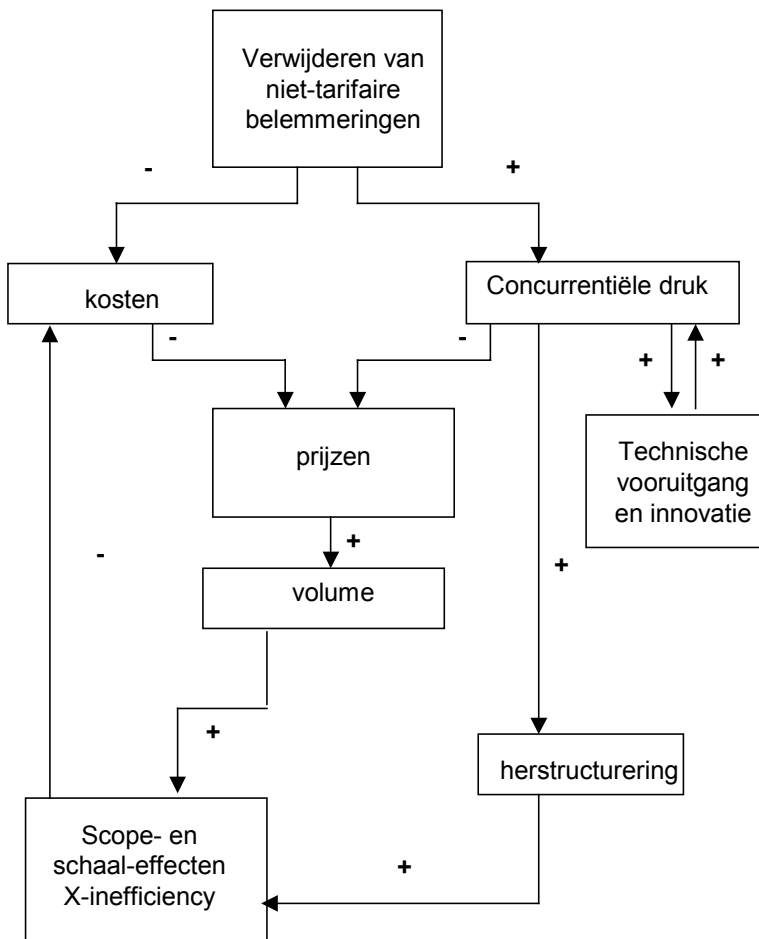 Verwijderen van
niet-tarifaire
belemmeringen
-
+
kosten
Concurrentiële druk
-
-
+
+
prijzen
Technische
vooruitgang
en innovatie
+
-
+
volume
+
herstructurering
Scope- en
schaal-effecten
X-inefficiency
+